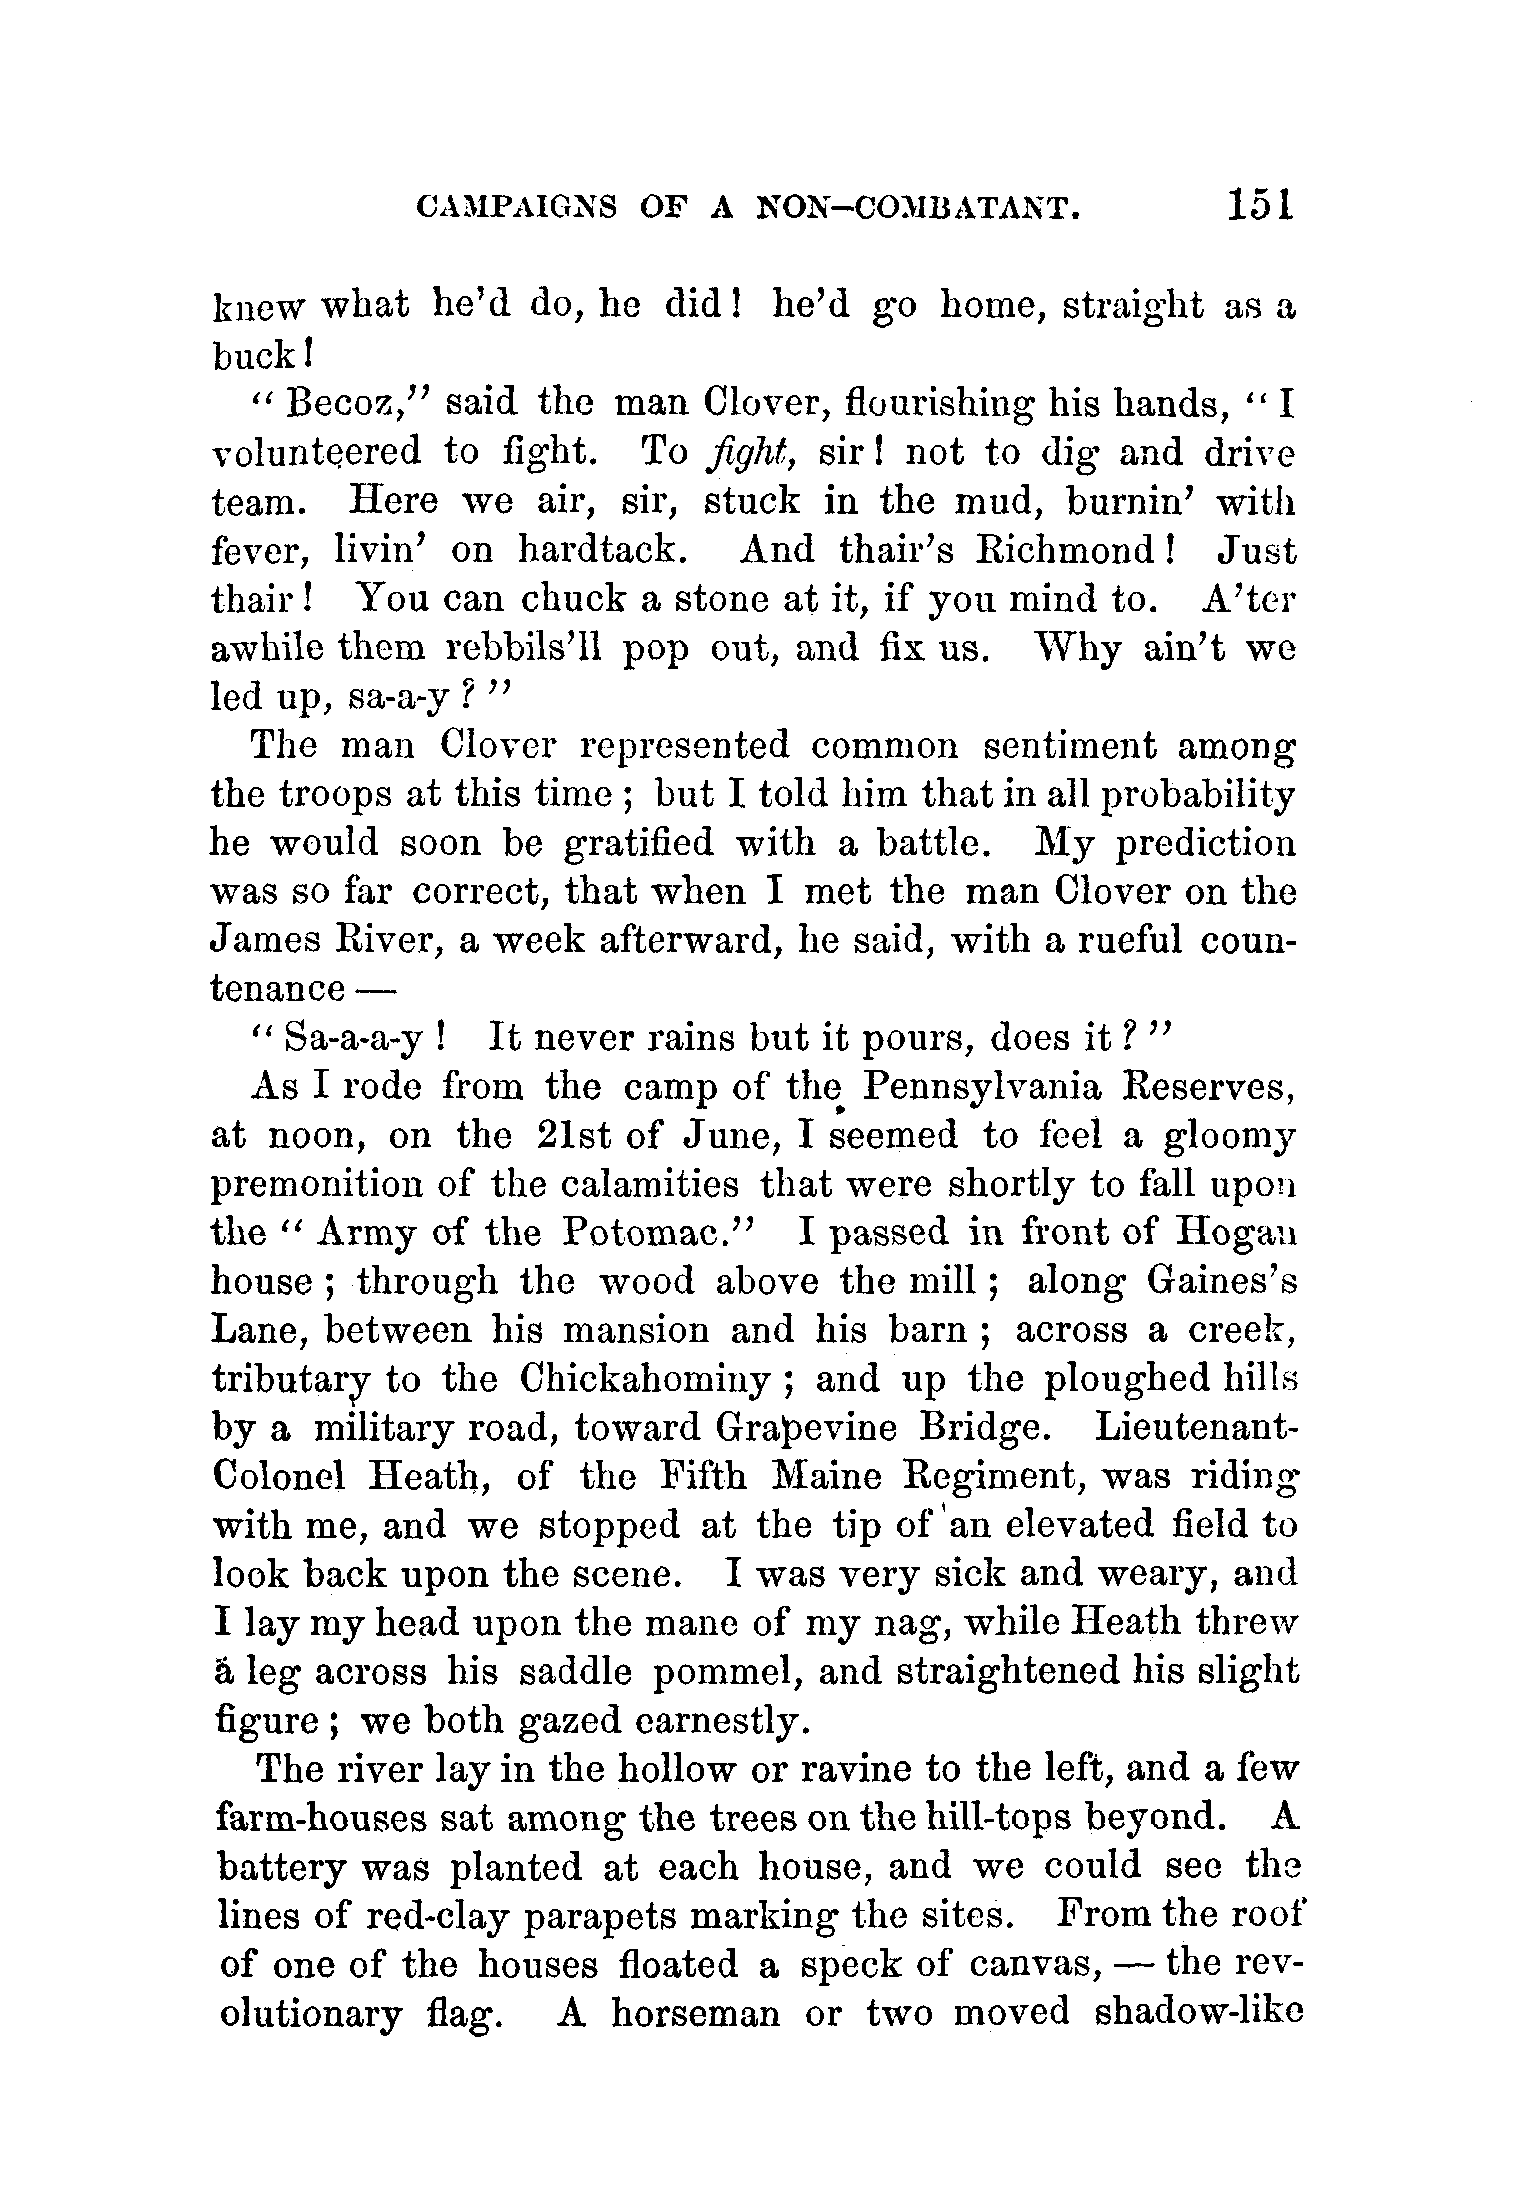 CAMPAIGNS OF A NON-COMBATANT. 151
knew what he'd do, he did! he'd go home, straight as a
buck!
"Becoz," said the man Clover, flourishing his hands, "I
volunteered to fight. To fight, sir! not to dig and drive
team. Here we air, sir, stuck in the mud, burnin' with
fever, livin' on hardtack. And thair's Richmond! Just
thair! You can chuck a stone at it, if you mind to. A'ter
awhile them rebbils'll pop out, and fix us. Why ain't we
led up, sa-a-y?"
The man Clover represented common sentiment among
the troops at this time; but I told him that in all probability
he would soon be gratified with a battle. My prediction
was so far correct, that when I met the man Clover on the
James River, a week afterward, he said, with a rueful coun-
tenance —
"Sa-a-a-y! It never rains but it pours, does it?"
As I rode from the camp of the Pennsylvania Reserves,
at noon, on the 21st of June, I seemed to feel a gloomy
premonition of the calamities that were shortly to fall upon
the "Army of the Potomac." I passed in front of Hogan
house; through the wood above the mill; along Gaines's
Lane, between his mansion and his barn; across a creek,
tributary to the Chickahominy; and up the ploughed hills
by a military road, toward Grapevine Bridge. Lieutenant-
Colonel Heath, of the Fifth Maine Regiment, was riding
with me, and we stopped at the tip of an elevated field to
look back upon the scene. I was very sick and weary, and
I lay my head upon the mane of my nag, while Heath threw
a leg across his saddle pommel, and straightened his slight
figure; we both gazed earnestly.
The river lay in the hollow or ravine to the left, and a few
farm-houses sat among the trees on the hill-tops beyond. A
battery was planted at each house, and we could see the
lines of red-clay parapets marking the sites. From the roof
of one of the houses floated a speck of canvas, — the rev-
olutionary flag. A horseman or two moved shadow-like